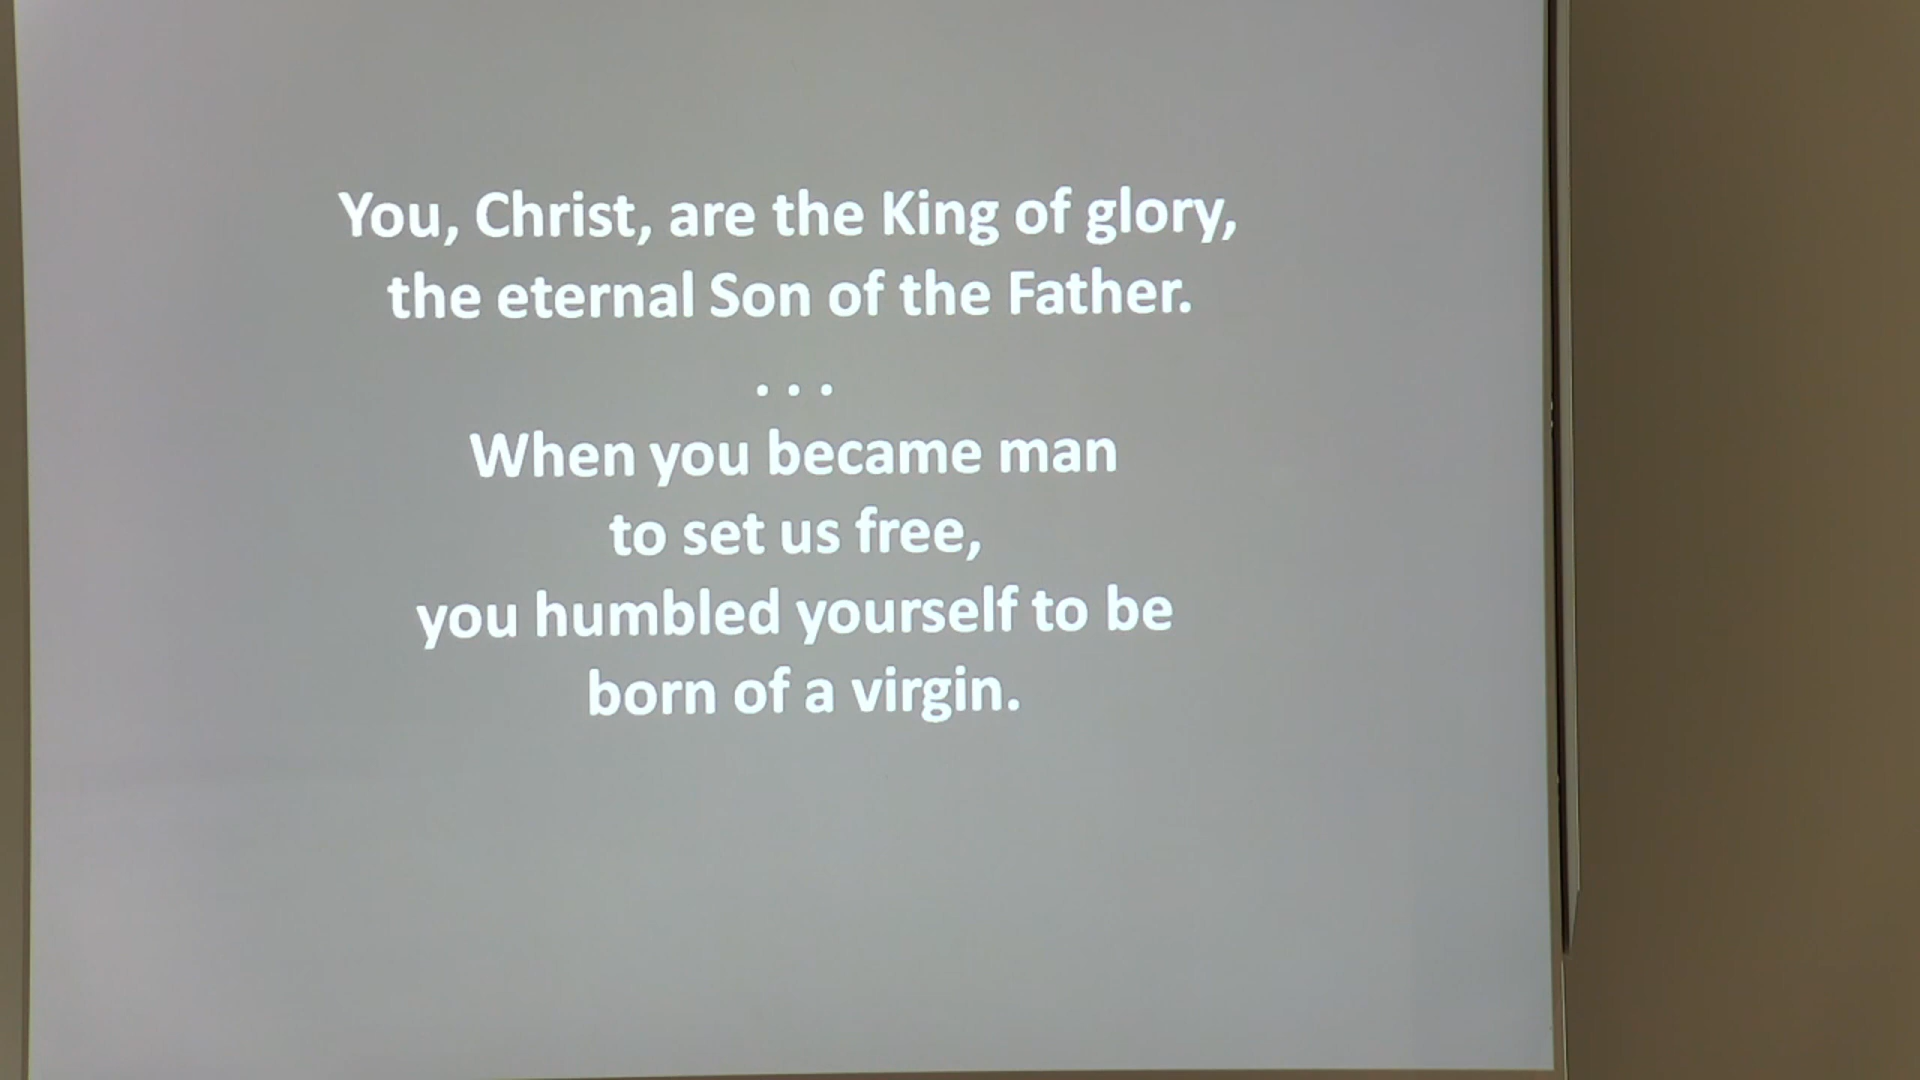 You, Christ, are the King of glory,
the eternal Son of the Father.
. . .
When you became man
to set us free,
you humbled yourself to be
born of a virgin.